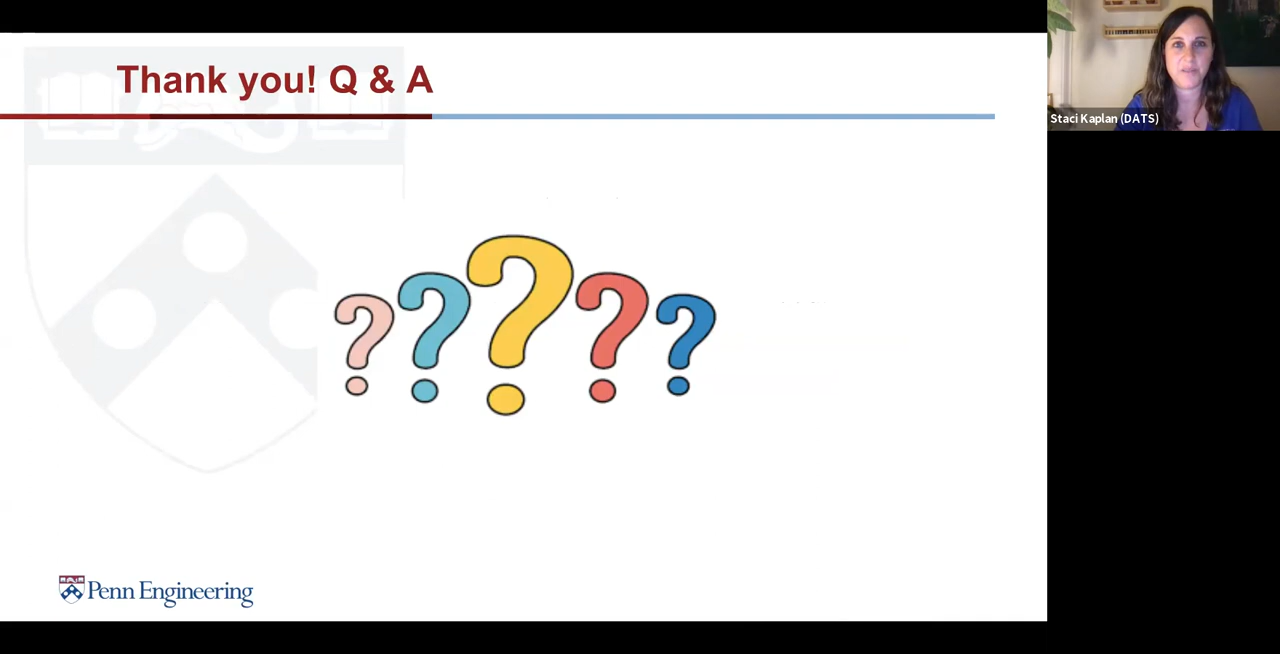 Thank you! Q & A
Staci Kaplan (DATS)
? ? ? ? ?
Penn Engineering